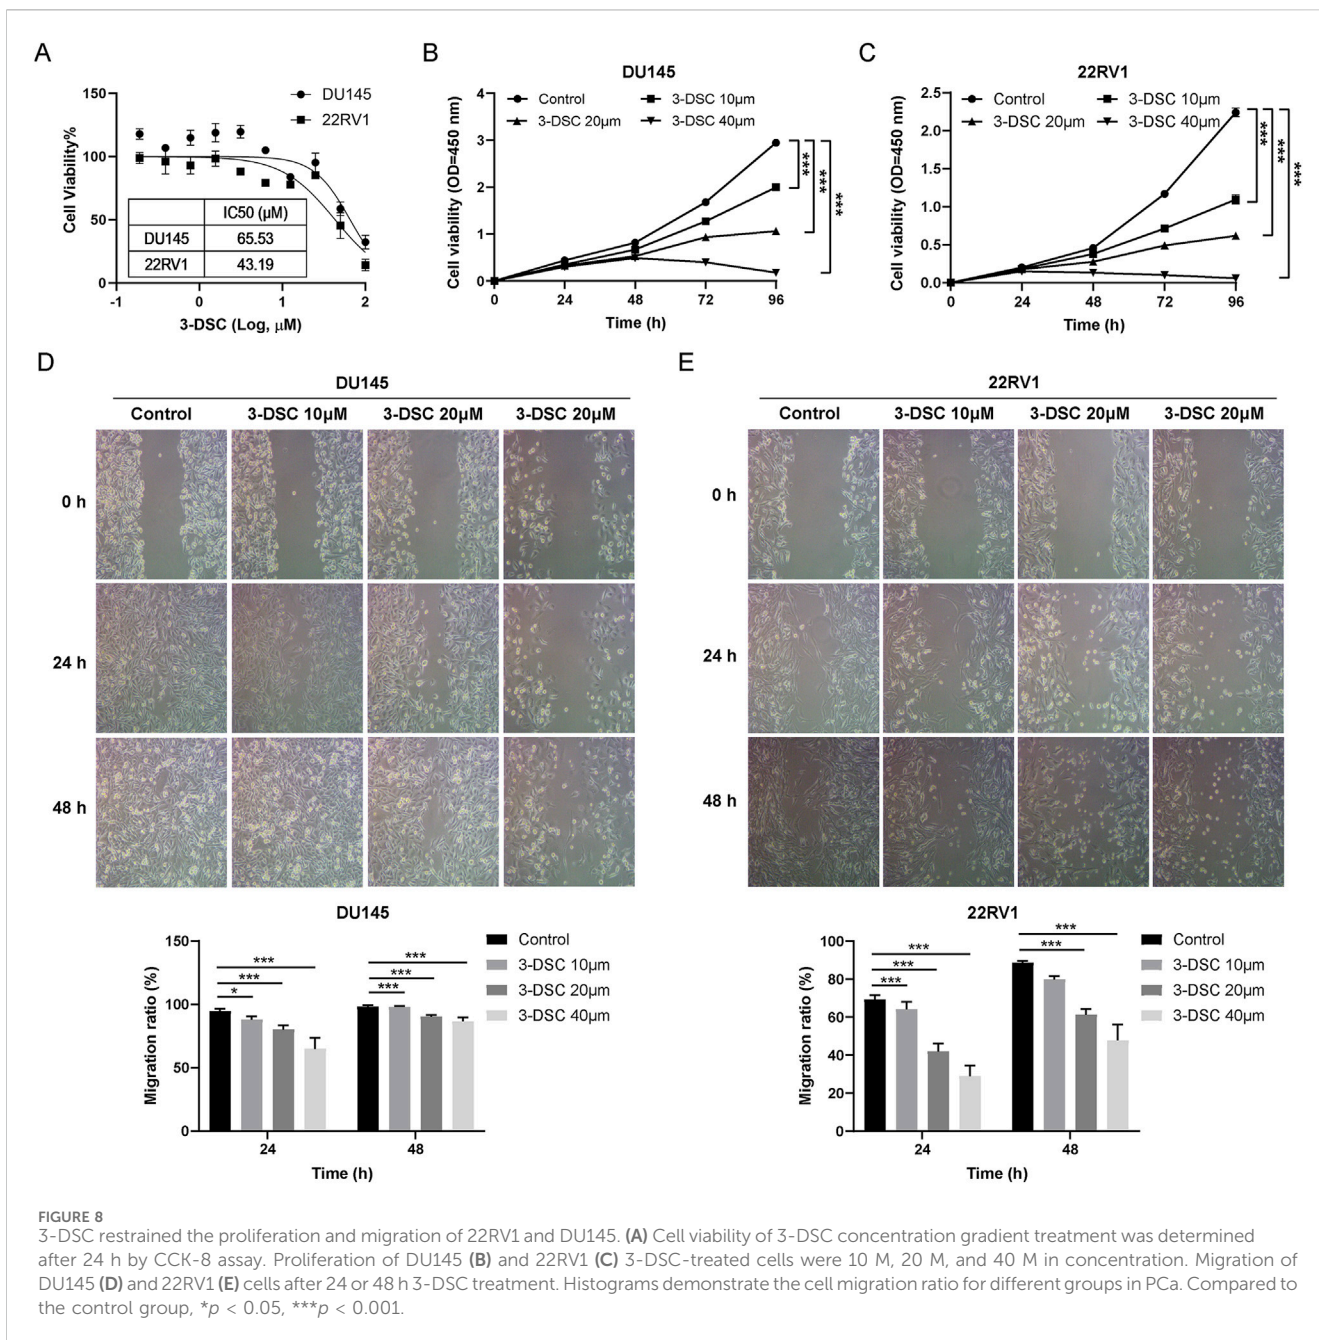 A
150
100
50
0
Cell Viability%
-1
0
1
2
3-DSC (Log, μM)
DU145
22RV1
IC50 (μM)
DU145
65.53
22RV1
43.19
B
DU145
Control
3-DSC 10μm
3-DSC 20μm
3-DSC 40μm
4
3
2
1
0
Cell viability (OD=450 nm)
0
24
48
72
96
Time (h)
***
***
***
C
22RV1
Control
3-DSC 10μm
3-DSC 20μm
3-DSC 40μm
2.5
2.0
1.5
1.0
0.5
0.0
Cell viability (OD=450 nm)
0
24
48
72
96
Time (h)
***
***
***
D
DU145
Control
3-DSC 10μM
3-DSC 20μM
3-DSC 20μM
0 h
24 h
48 h
DU145
150
100
50
0
Migration ratio (%)
***
***
*
***
***
***
24
48
Time (h)
Control
3-DSC 10μm
3-DSC 20μm
3-DSC 40μm
E
22RV1
Control
3-DSC 10μM
3-DSC 20μM
3-DSC 20μM
0 h
24 h
48 h
22RV1
100
80
60
40
20
0
Migration ratio (%)
***
***
***
***
***
24
48
Time (h)
Control
3-DSC 10μm
3-DSC 20μm
3-DSC 40μm
FIGURE 8
3-DSC restrained the proliferation and migration of 22RV1 and DU145. (A) Cell viability of 3-DSC concentration gradient treatment was determined
after 24 h by CCK-8 assay. Proliferation of DU145 (B) and 22RV1 (C) 3-DSC-treated cells were 10 M, 20 M, and 40 M in concentration. Migration of
DU145 (D) and 22RV1 (E) cells after 24 or 48 h 3-DSC treatment. Histograms demonstrate the cell migration ratio for different groups in PCa. Compared to
the control group, *p < 0.05, ***p < 0.001.